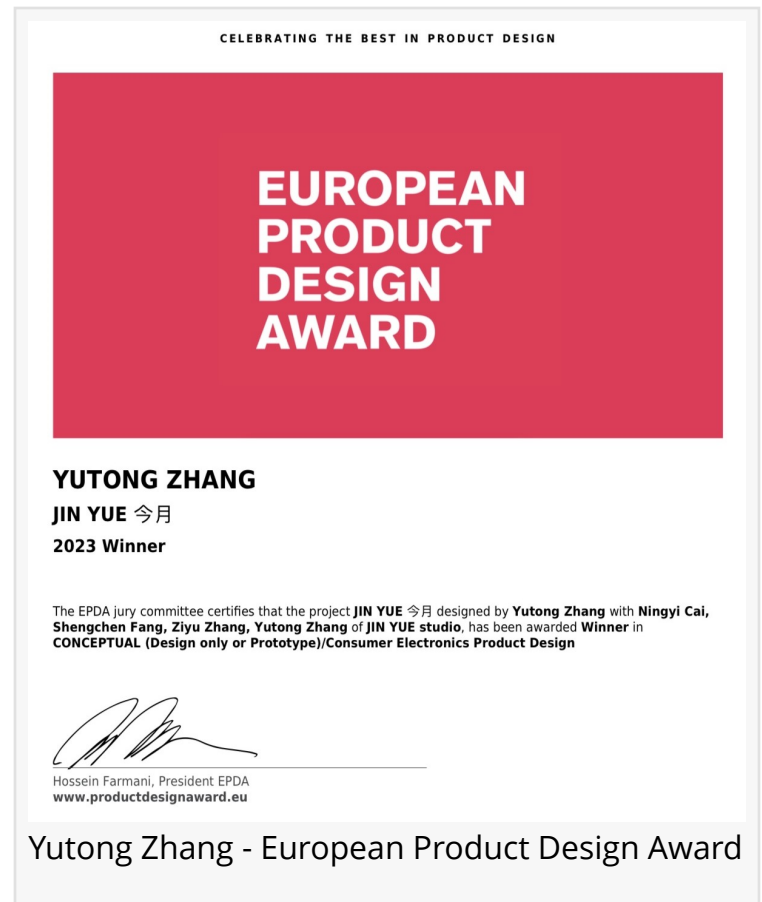 CELEBRATING THE BEST IN PRODUCT DESIGN
EUROPEAN
PRODUCT
DESIGN
AWARD
YUTONG ZHANG
JIN YUE 今月
2023 Winner
The EPDA jury committee certifies that the project JIN YUE 今月 designed by Yutong Zhang with Ningyi Cai,
Shengchen Fang, Ziyu Zhang, Yutong Zhang of JIN YUE studio, has been awarded Winner in
CONCEPTUAL (Design only or Prototype)/Consumer Electronics Product Design
Hossein Farmani, President EPDA
www.productdesignaward.eu
Yutong Zhang - European Product Design Award